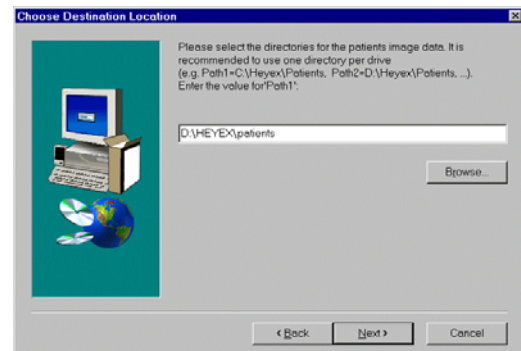 Choose Destination Location
Please select the directories for the patients image data. It is
recommended to use one directory per drive
(e.g. Path1=C:\Heyex\Patients, Path2=D:\Heyex\Patients, ...).
Enter the value for'Path1':
D:\HEYEX\patients
Browse...
< Back
Next >
Cancel